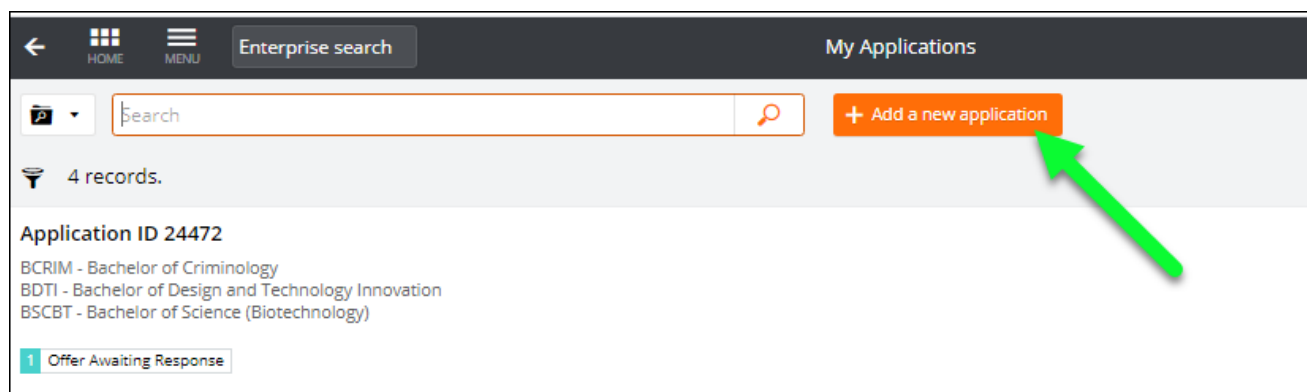 HOME
MENU
Enterprise search
My Applications
Search
+ Add a new application
4 records.
Application ID 24472
BCRIM - Bachelor of Criminology
BDTI - Bachelor of Design and Technology Innovation
BSCBT - Bachelor of Science (Biotechnology)
1 Offer Awaiting Response